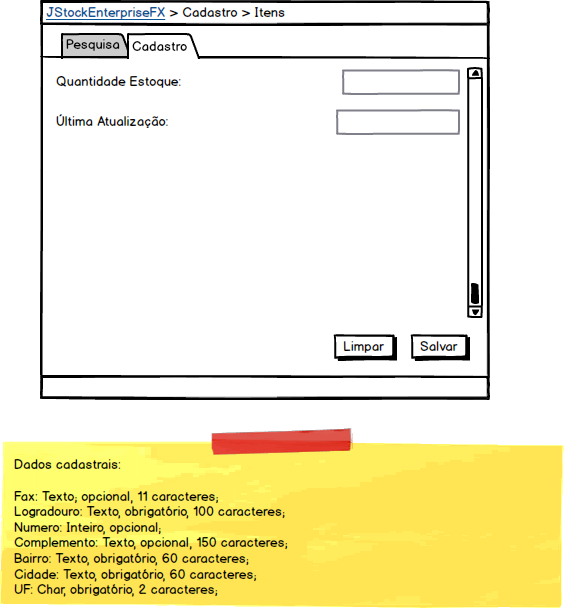 JStockEnterpriseFX > Cadastro > Itens
Pesquisa Cadastro
Quantidade Estoque:
Última Atualização:
Limpar Salvar
Dados cadastrais:
Fax: Texto, opcional, 11 caracteres;
Logradouro: Texto, obrigatório, 100 caracteres;
Numero: Inteiro, opcional;
Complemento: Texto, opcional, 150 caracteres;
Bairro: Texto, obrigatório, 60 caracteres;
Cidade: Texto, obrigatório, 60 caracteres;
UF: Char, obrigatório, 2 caracteres;